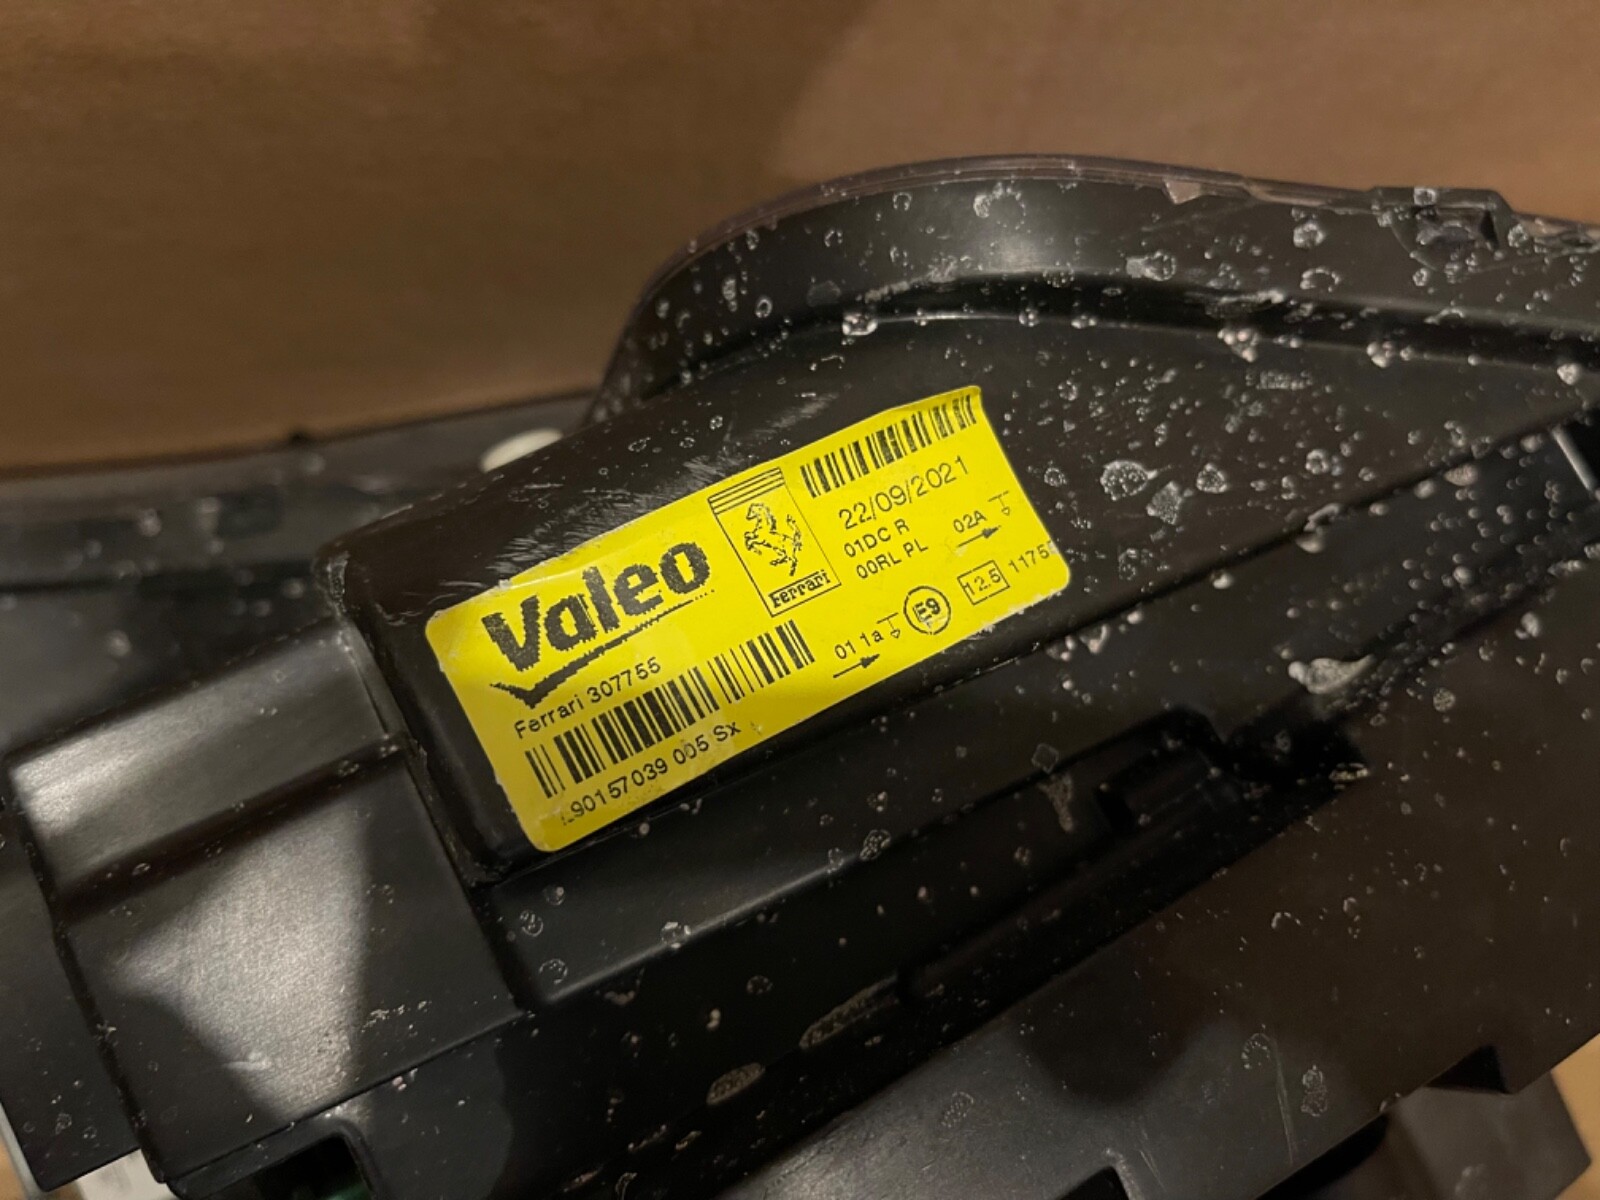 Valeo
Ferrari
22/09/2021
01DC R
00RL PL
02A
Ferrari 307755
90157039 005 Sx
01 1a
E9
12.5